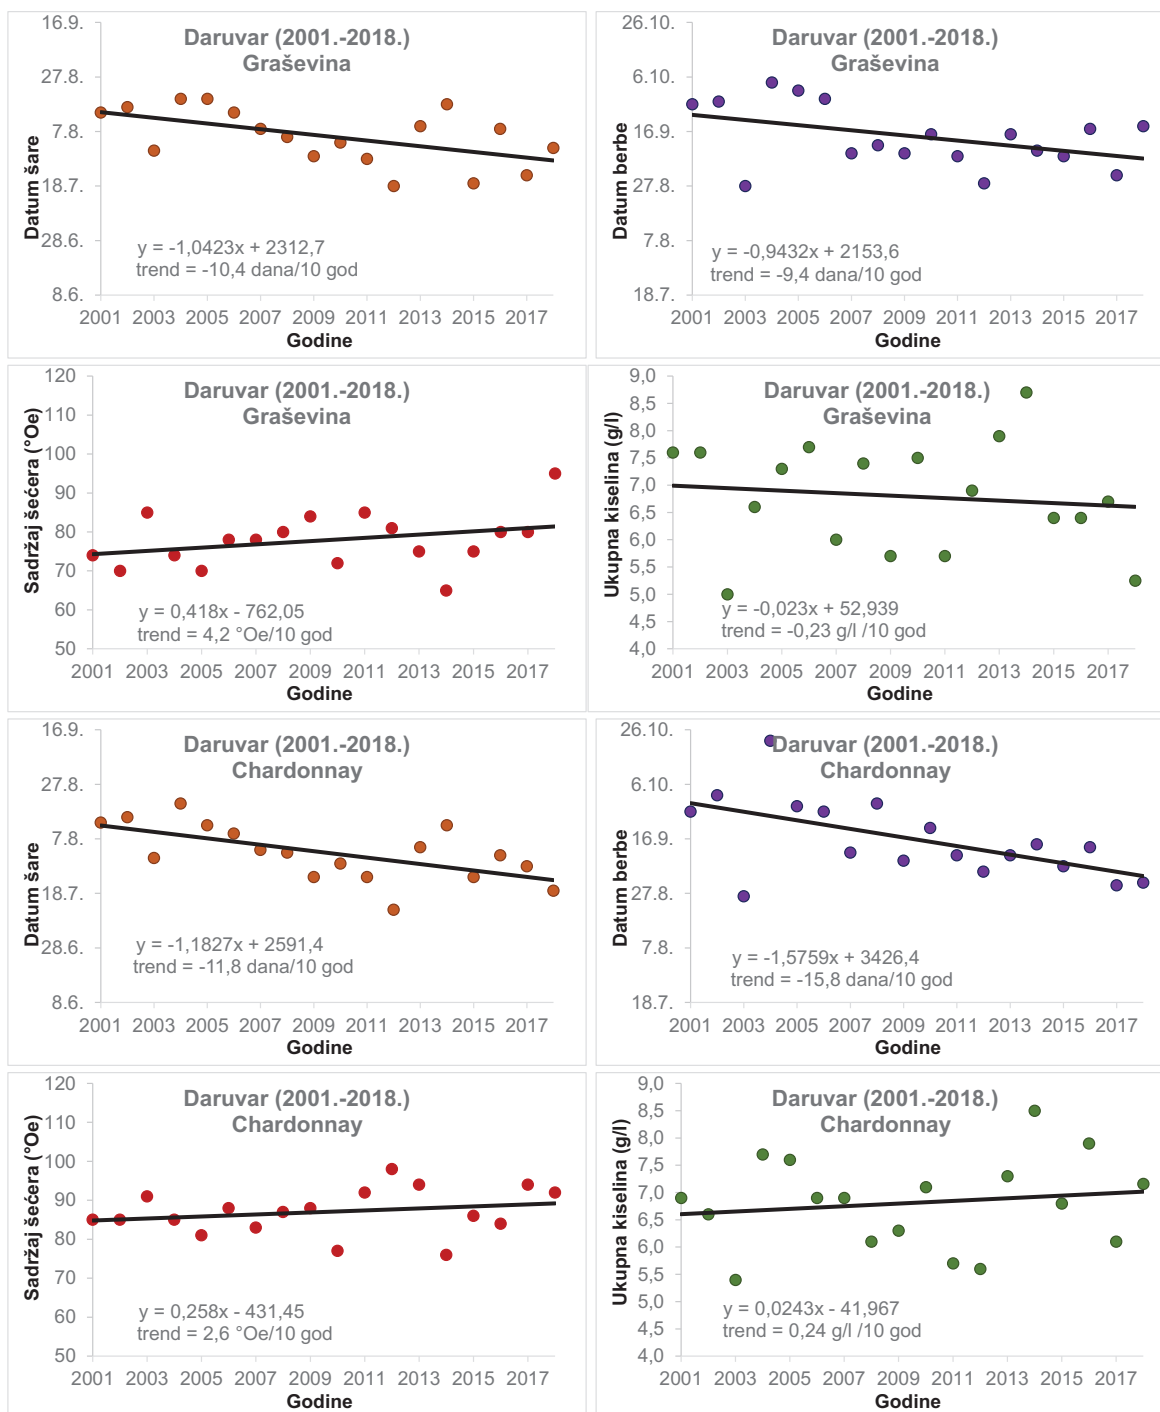 Daruvar (2001.-2018.)
Graševina
Datum šare
16.9.
27.8.
7.8.
18.7.
28.6.
8.6.
y = -1,0423x + 2312,7
trend = -10,4 dana/10 god
2001 2003 2005 2007 2009 2011 2013 2015 2017
Godine
Daruvar (2001.-2018.)
Graševina
Datum berbe
26.10.
6.10.
16.9.
27.8.
7.8.
18.7.
y = -0,9432x + 2153,6
trend = -9,4 dana/10 god
2001 2003 2005 2007 2009 2011 2013 2015 2017
Godine
Daruvar (2001.-2018.)
Graševina
Sadržaj šećera (°Oe)
120
110
100
90
80
70
60
50
y = 0,418x - 762,05
trend = 4,2 °Oe/10 god
2001 2003 2005 2007 2009 2011 2013 2015 2017
Godine
Daruvar (2001.-2018.)
Graševina
Ukupna kiselina (g/l)
9,0
8,5
8,0
7,5
7,0
6,5
6,0
5,5
5,0
4,5
4,0
y = -0,023x + 52,939
trend = -0,23 g/l /10 god
2001 2003 2005 2007 2009 2011 2013 2015 2017
Godine
Daruvar (2001.-2018.)
Chardonnay
Datum šare
16.9.
27.8.
7.8.
18.7.
28.6.
8.6.
y = -1,1827x + 2591,4
trend = -11,8 dana/10 god
2001 2003 2005 2007 2009 2011 2013 2015 2017
Godine
Daruvar (2001.-2018.)
Chardonnay
Datum berbe
26.10.
6.10.
16.9.
27.8.
7.8.
18.7.
y = -1,5759x + 3426,4
trend = -15,8 dana/10 god
2001 2003 2005 2007 2009 2011 2013 2015 2017
Godine
Daruvar (2001.-2018.)
Chardonnay
Sadržaj šećera (°Oe)
120
110
100
90
80
70
60
50
y = 0,258x - 431,45
trend = 2,6 °Oe/10 god
2001 2003 2005 2007 2009 2011 2013 2015 2017
Godine
Daruvar (2001.-2018.)
Chardonnay
Ukupna kiselina (g/l)
9,0
8,5
8,0
7,5
7,0
6,5
6,0
5,5
5,0
4,5
4,0
y = 0,0243x - 41,967
trend = 0,24 g/l /10 god
2001 2003 2005 2007 2009 2011 2013 2015 2017
Godine